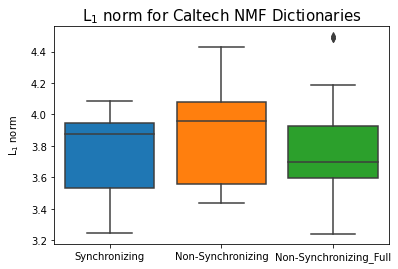 L₁ norm for Caltech NMF Dictionaries
4.4
4.2
4.0
3.8
3.6
3.4
3.2
L₁ norm
Synchronizing
Non-Synchronizing
Non-Synchronizing_Full